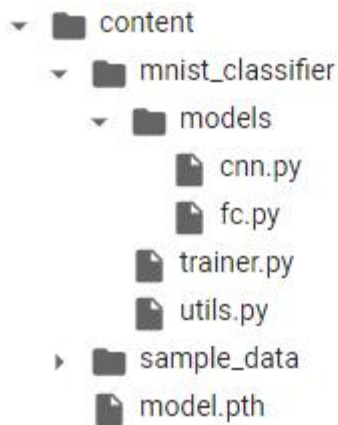 content
mnist_classifier
models
cnn.py
fc.py
trainer.py
utils.py
sample_data
model.pth